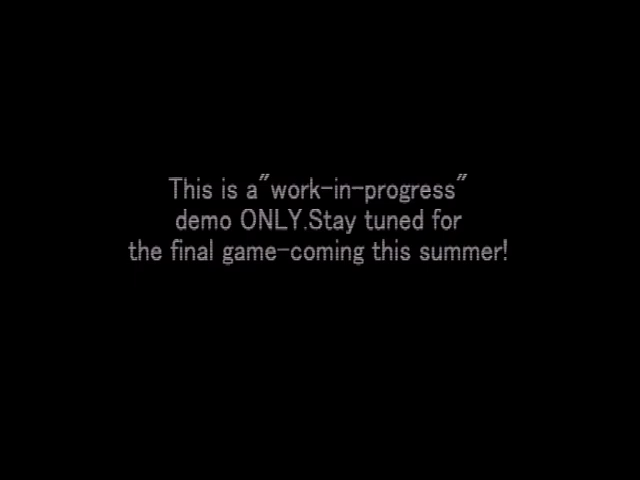 This is a"work-in-progress"
demo ONLY.Stay tuned for
the final game-coming this summer!